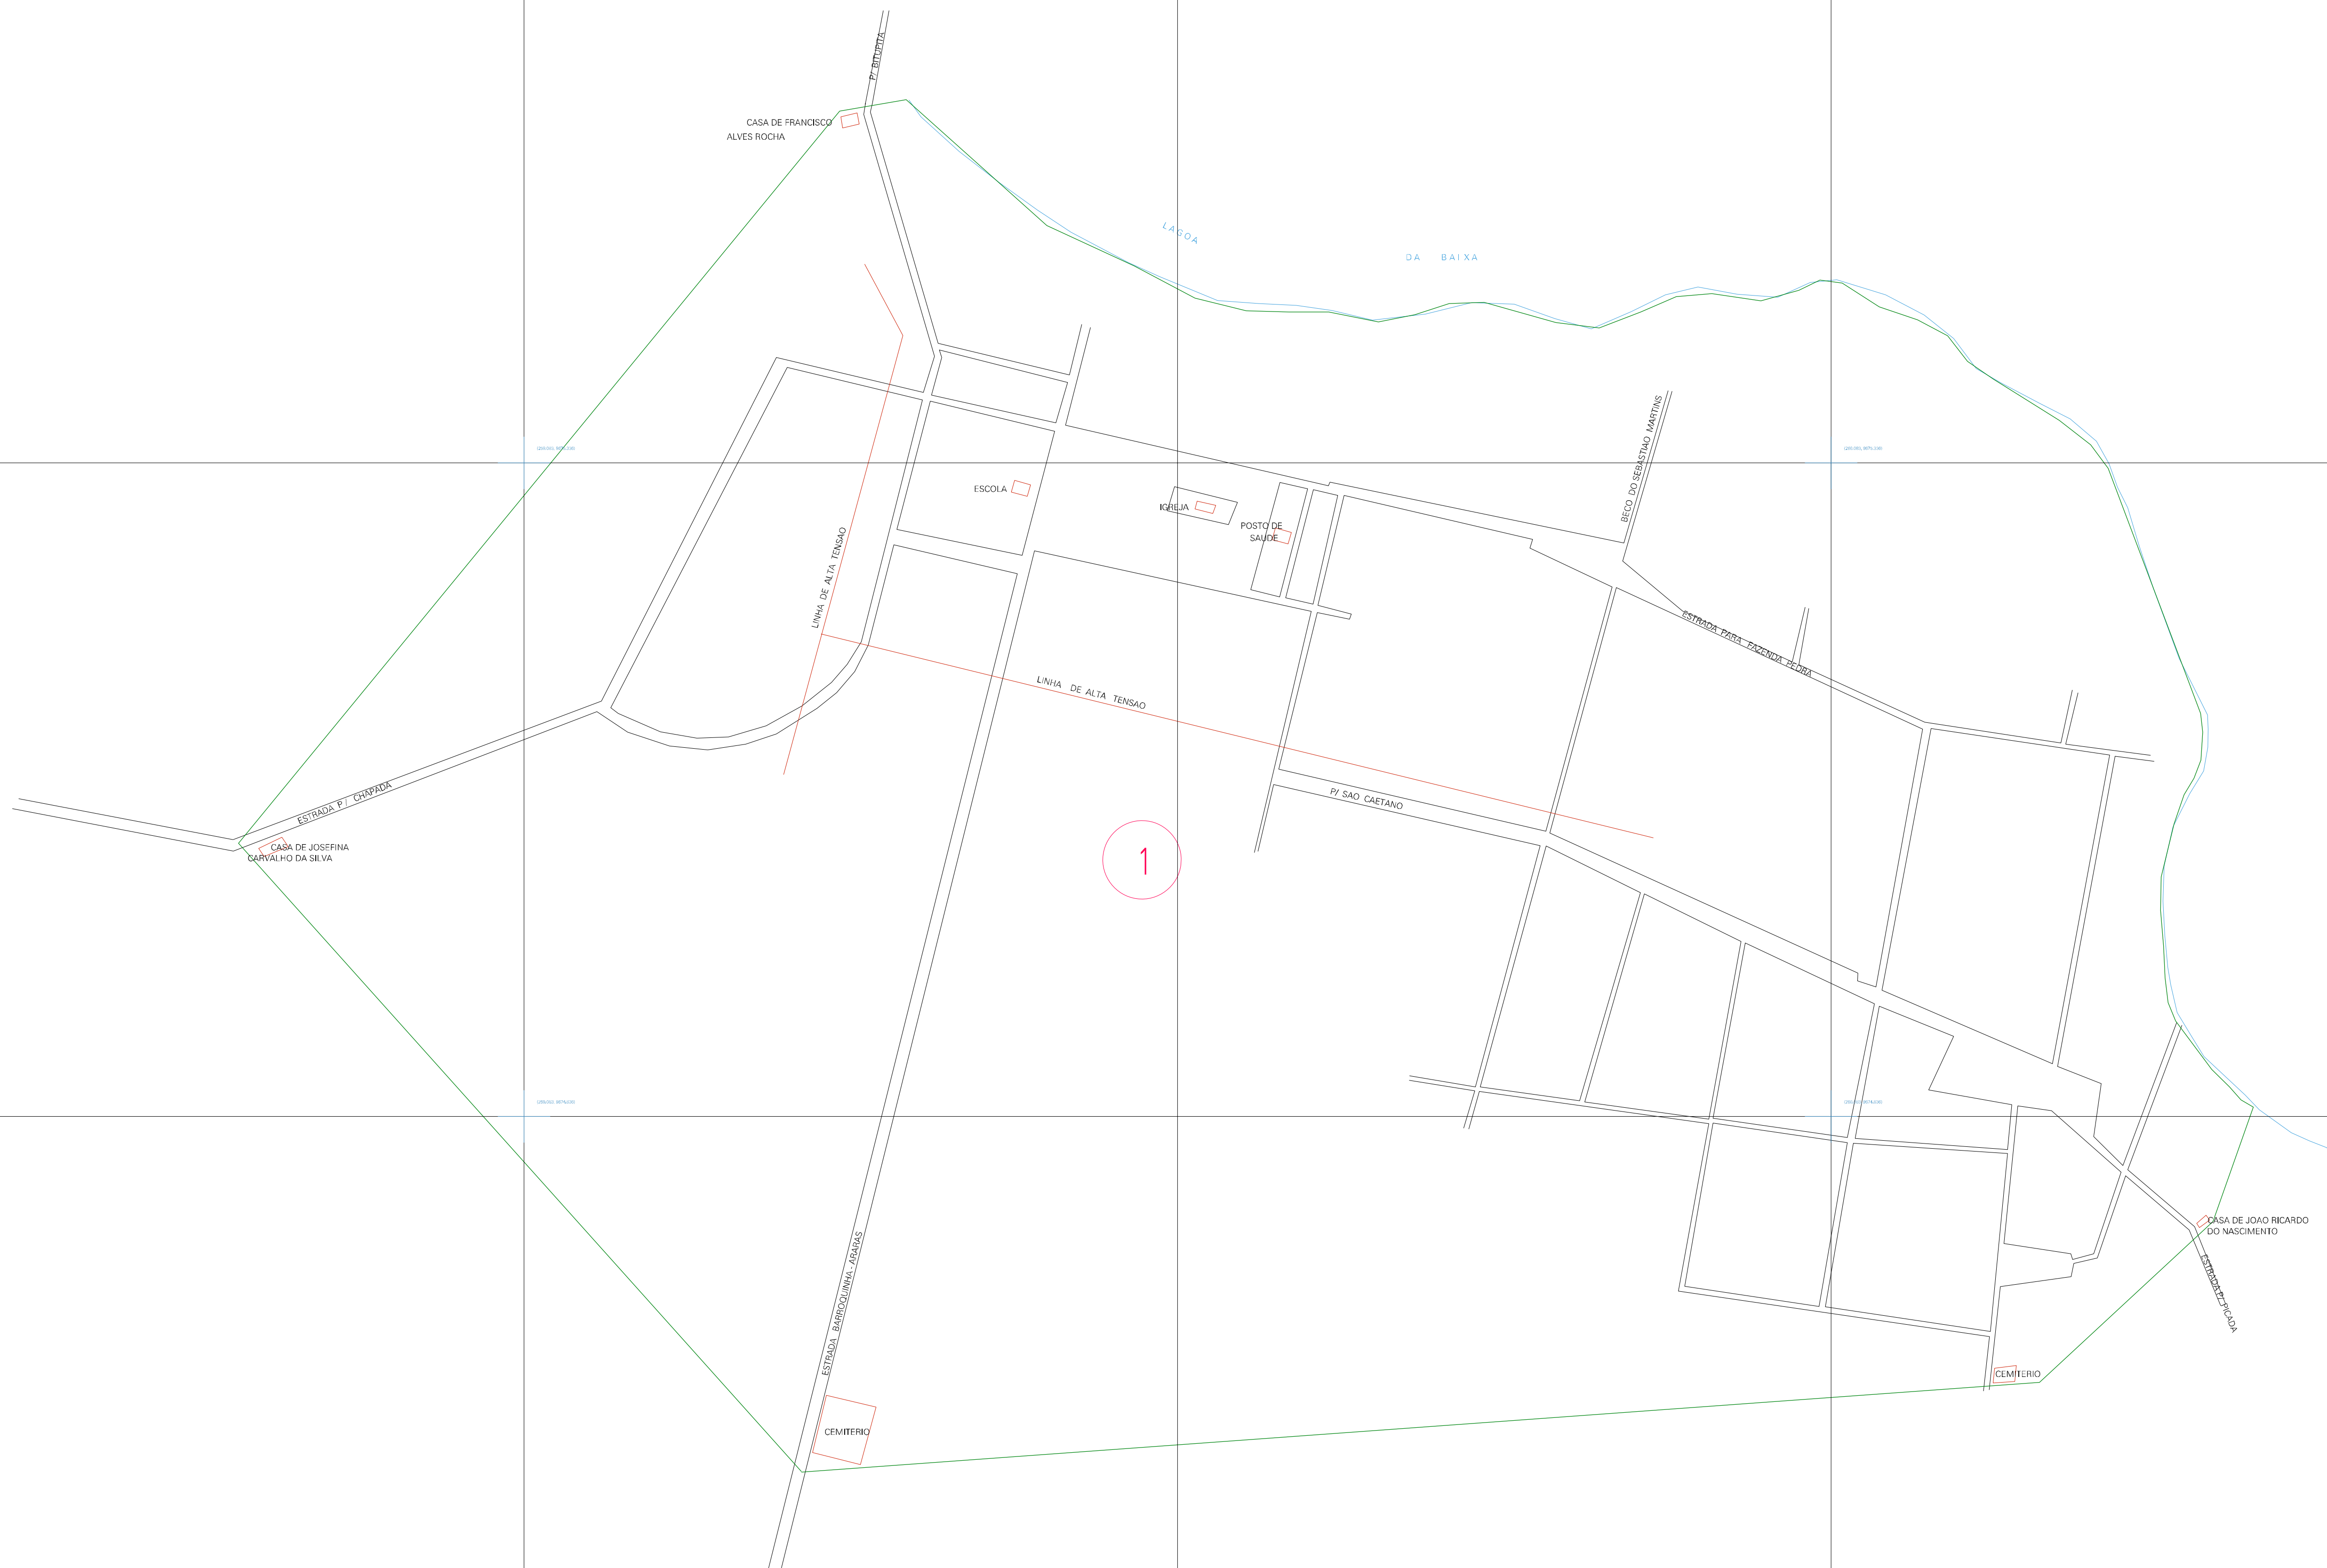 P/ BITUPITA
CASA DE FRANCISCO
ALVES ROCHA
LAGOA
DA BAIXA
BECO DO SEBASTIAO MARTINS
ESCOLA
IGREJA
POSTO DE
SAUDE
LINHA DE ALTA TENSAO
ESTRADA PARA FAZENDA PEDRA
LINHA DE ALTA TENSAO
P/ SAO CAETANO
ESTRADA P/ CHAPADA
CASA DE JOSEFINA
CARVALHO DA SILVA
1
CASA DE JOAO RICARDO
DO NASCIMENTO
ESTRADA P/ PICADA
ESTRADA BARROQUINHA - ARARAS
CEMITERIO
CEMITERIO